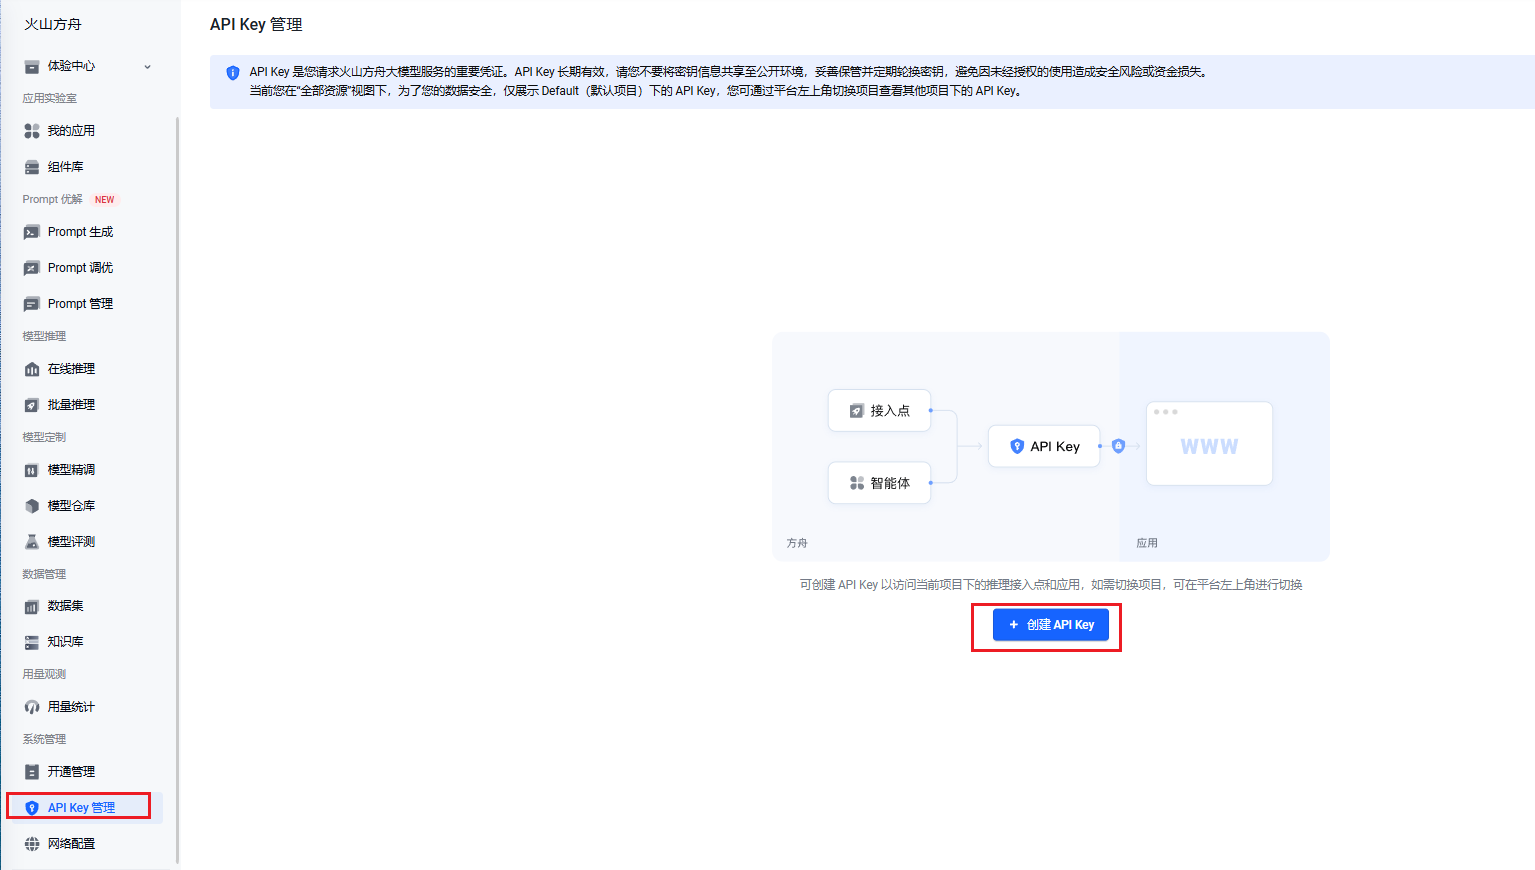 火山方舟
体验中心
应用实验室
我的应用
组件库
Prompt 优解 NEW
Prompt 生成
Prompt 调优
Prompt 管理
模型推理
在线推理
批量推理
模型定制
模型精调
模型仓库
模型评测
数据管理
数据集
知识库
用量观测
用量统计
系统管理
开通管理
API Key 管理
网络配置
API Key 管理
API Key 是您请求火山方舟大模型服务的重要凭证。API Key 长期有效，请您不要将密钥信息共享至公开环境，妥善保管并定期轮换密钥，避免因未经授权的使用造成安全风险或资金损失。
当前您在“全部资源”视图下，为了您的数据安全，仅展示 Default（默认项目）下的 API Key，您可通过平台左上角切换项目查看其他项目下的 API Key。
接入点
智能体
API Key
WWW
方舟
应用
可创建 API Key 以访问当前项目下的推理接入点和应用，如需切换项目，可在平台左上角进行切换
+ 创建 API Key